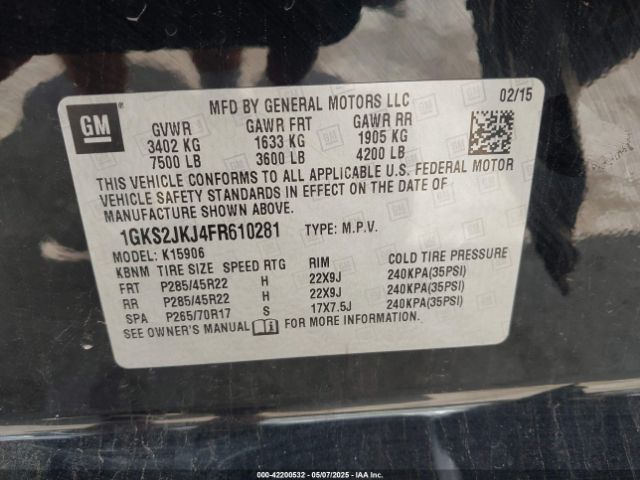 GM
MFD BY GENERAL MOTORS LLC
02/15
GVWR GAWR FRT GAWR RR
3402 KG 1633 KG 1905 KG
7500 LB 3600 LB 4200 LB
THIS VEHICLE CONFORMS TO ALL APPLICABLE U.S. FEDERAL MOTOR
VEHICLE SAFETY STANDARDS IN EFFECT ON THE DATE OF
MANUFACTURE SHOWN ABOVE.
1GKS2JKJ4FR610281 TYPE: M.P.V.
MODEL: K15906
KBNM TIRE SIZE SPEED RTG RIM COLD TIRE PRESSURE
FRT P285/45R22 H 22X9J 240KPA(35PSI)
RR P285/45R22 H 22X9J 240KPA(35PSI)
SPA P265/70R17 S 17X7.5J 240KPA(35PSI)
SEE OWNER'S MANUAL FOR MORE INFORMATION.
000-42200532 - 05/07/2025 - IAAI.COM